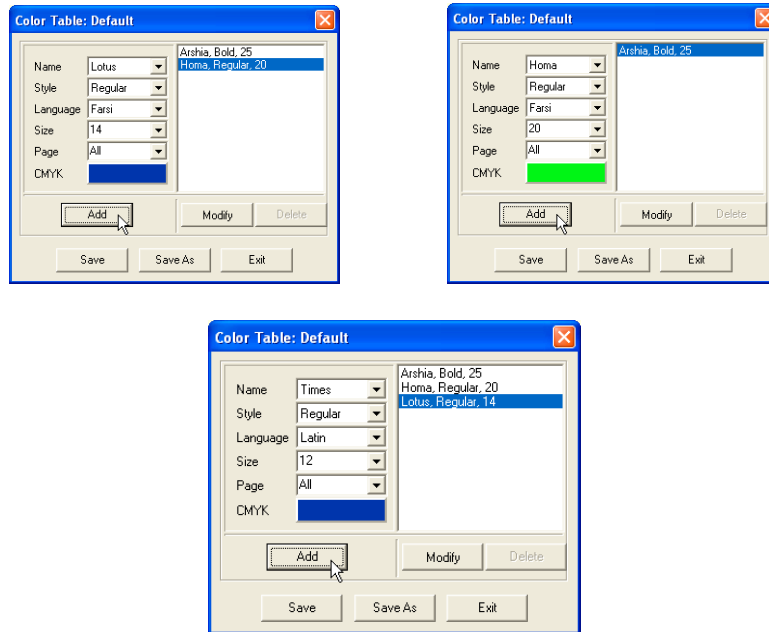 Color Table: Default
Name Lotus
Style Regular
Language Farsi
Size 14
Page All
CMYK
Arshia, Bold, 25
Homa, Regular, 20
Add Modify Delete
Save Save As Exit
Color Table: Default
Name Homa
Style Regular
Language Farsi
Size 20
Page All
CMYK
Arshia, Bold, 25
Add Modify Delete
Save Save As Exit
Color Table: Default
Name Times
Style Regular
Language Latin
Size 12
Page All
CMYK
Arshia, Bold, 25
Homa, Regular, 20
Lotus, Regular, 14
Add Modify Delete
Save Save As Exit